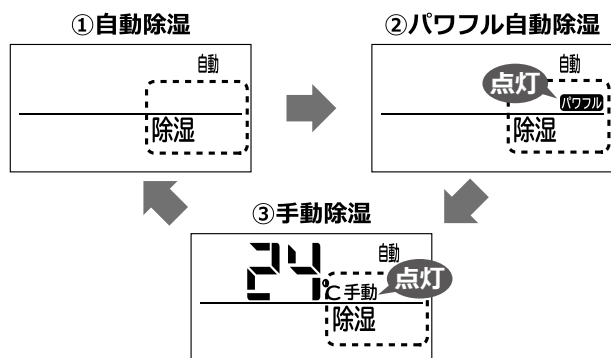 ①自動除湿
自動
除湿
②パワフル自動除湿
自動
点灯
パワフル
除湿
③手動除湿
24℃
自動
手動
点灯
除湿